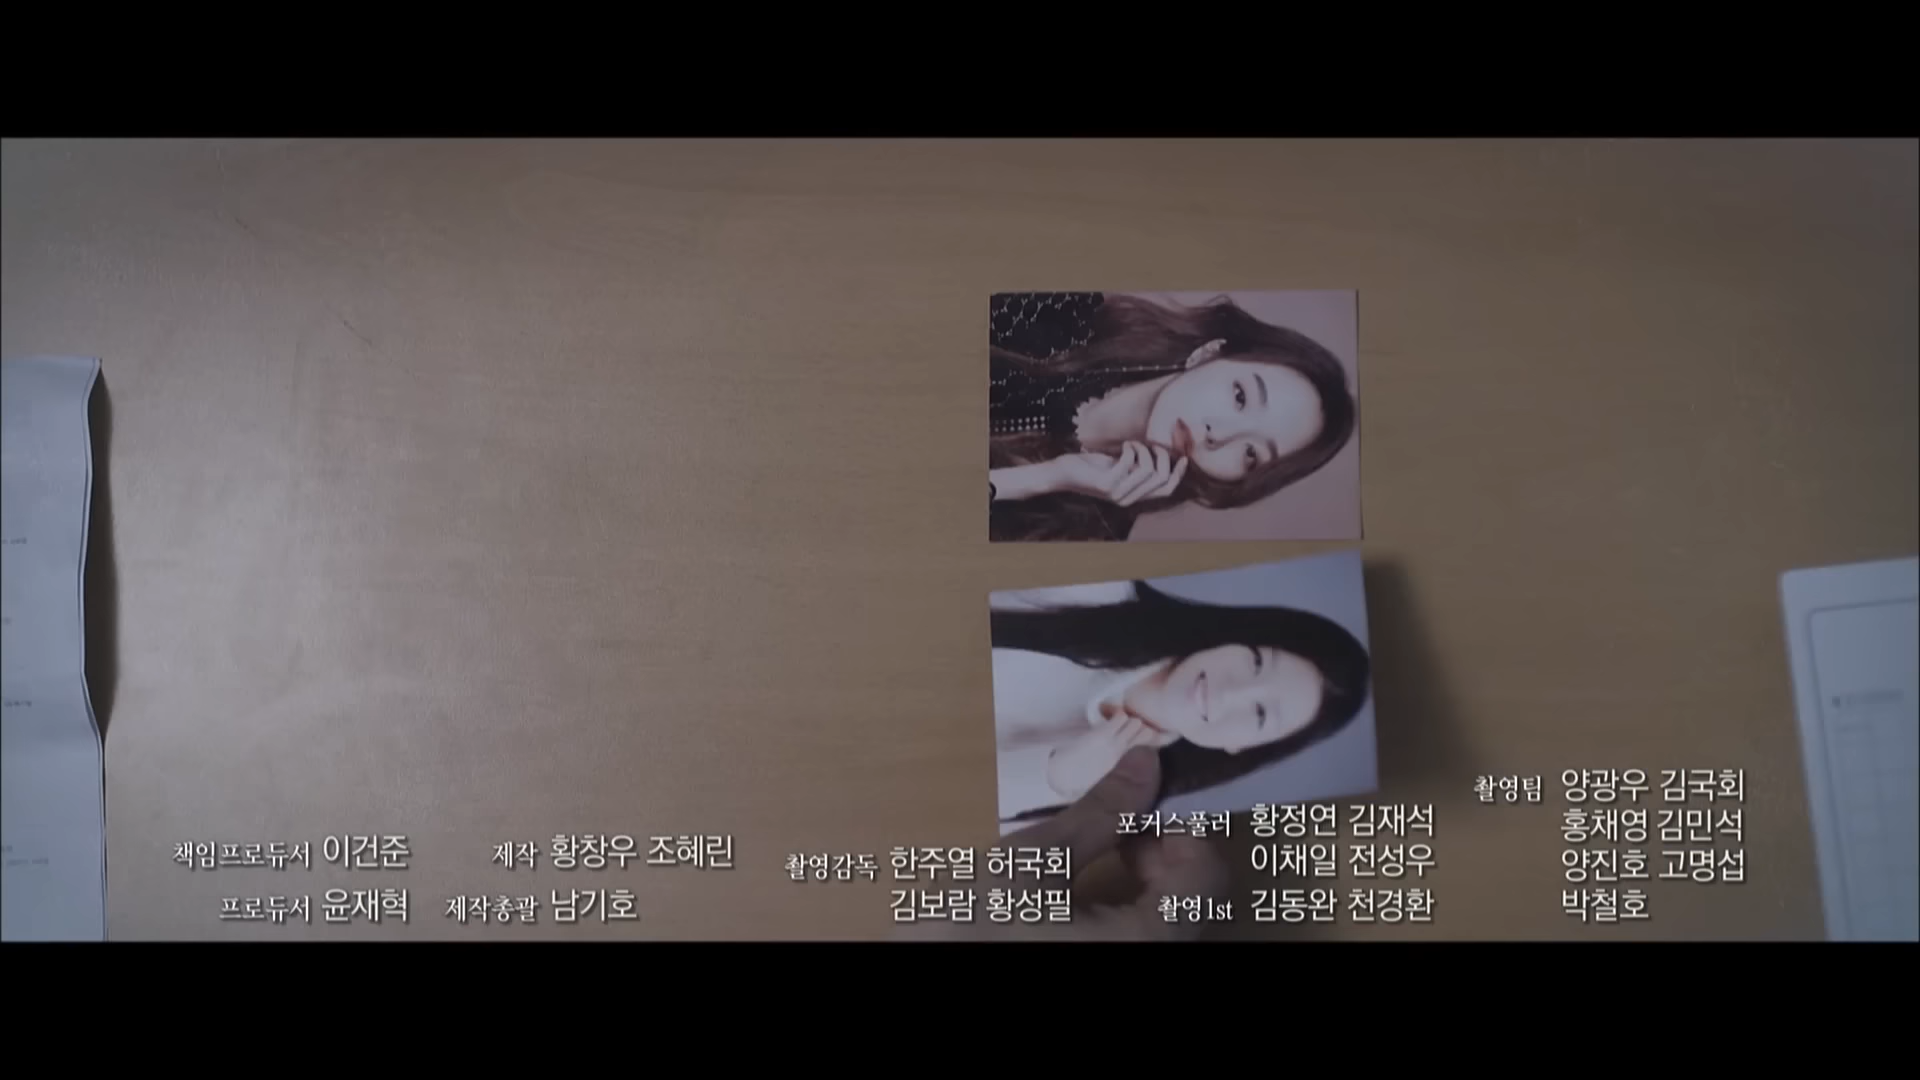 책임프로듀서 이건준
프로듀서 윤재혁
제작 황창우 조혜린
제작총괄 남기호
촬영감독 한주열 허국회
김보람 황성필
포커스풀러 황정연 김재석
이채일 전성우
촬영1st 김동완 천경환
촬영팀 양광우 김국회
홍채영 김민석
양진호 고명섭
박철호